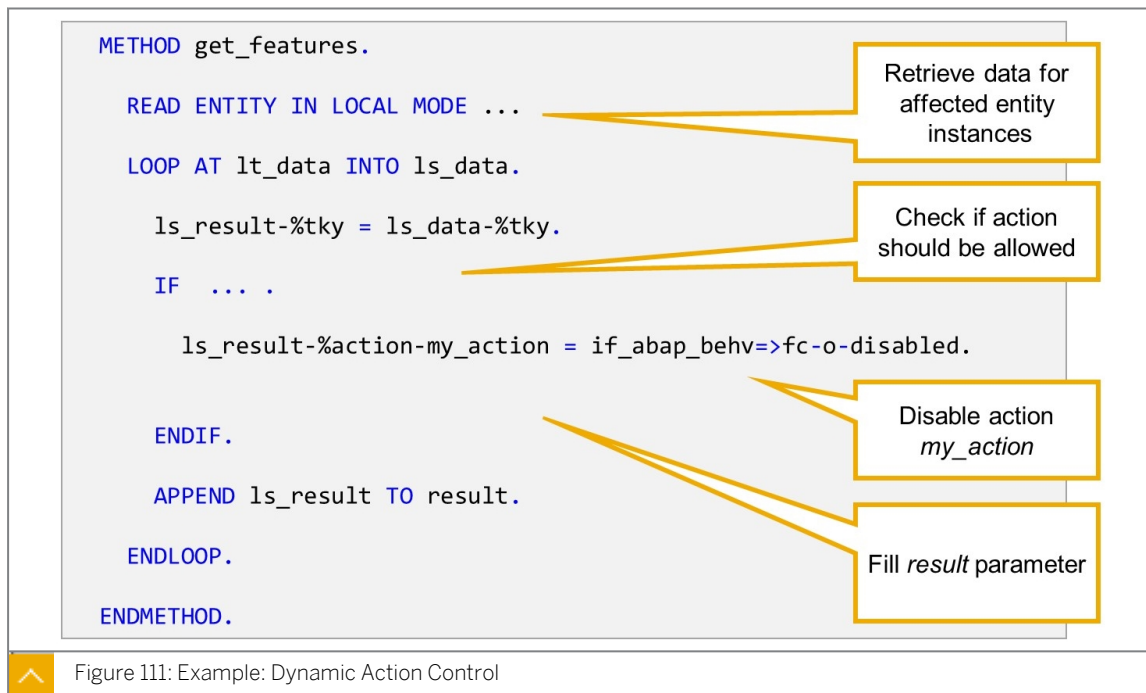 METHOD get_features.
READ ENTITY IN LOCAL MODE ...
LOOP AT lt_data INTO ls_data.
ls_result-%tky = ls_data-%tky.
IF ... .
ls_result-%action-my_action = if_abap_behv=>fc-o-disabled.
ENDIF.
APPEND ls_result TO result.
ENDLOOP.
ENDMETHOD.
Retrieve data for
affected entity
instances
Check if action
should be allowed
Disable action
my_action
Fill result parameter
Figure 111: Example: Dynamic Action Control